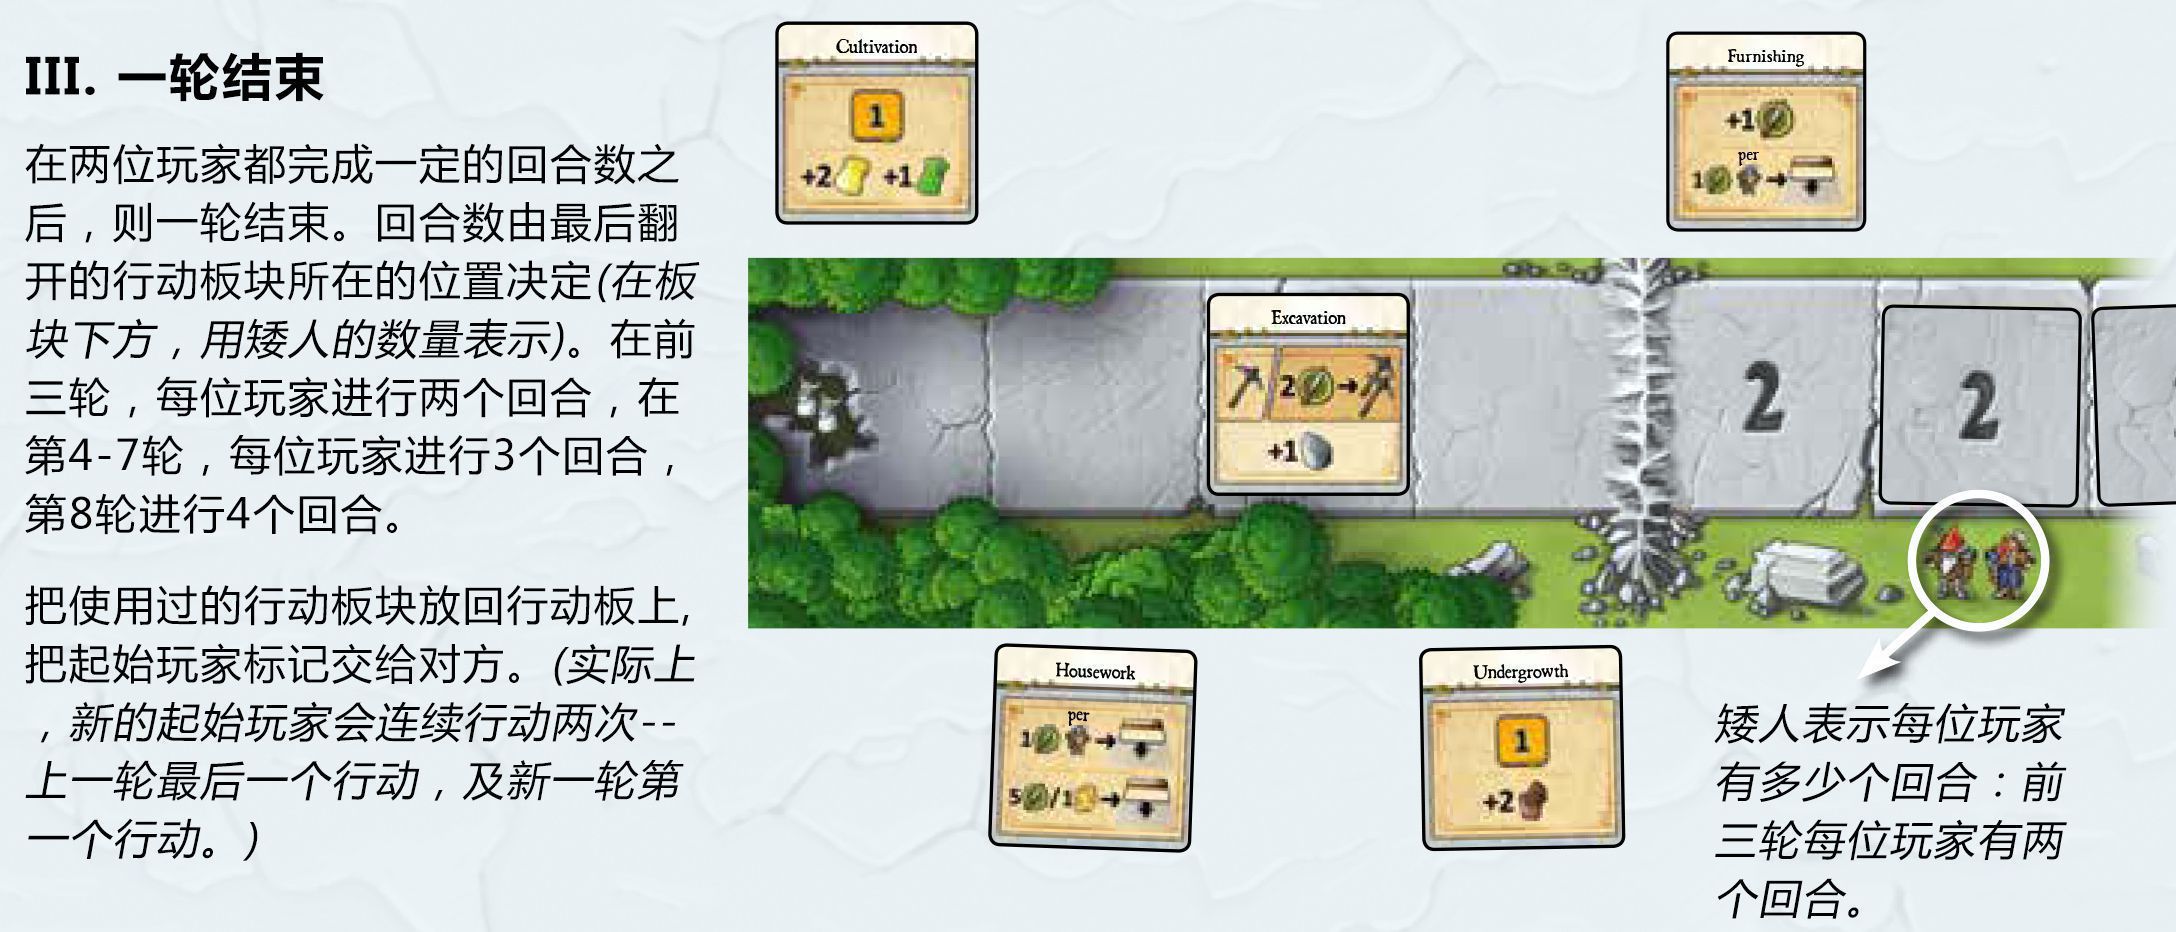 III. 一轮结束
在两位玩家都完成一定的回合数之
后，则一轮结束。回合数由最后翻
开的行动板块所在的位置决定(在板
块下方，用矮人的数量表示)。在前
三轮，每位玩家进行两个回合，在
第4-7轮，每位玩家进行3个回合，
第8轮进行4个回合。
把使用过的行动板块放回行动板上,
把起始玩家标记交给对方。(实际上
，新的起始玩家会连续行动两次--
上一轮最后一个行动，及新一轮第
一个行动。)
Cultivation
1
+2 +1
Furnishing
+1
per
1
Excavation
2
+1
2
2
Housework
per
1
5 /1
Undergrowth
1
+2
矮人表示每位玩家
有多少个回合：前
三轮每位玩家有两
个回合。